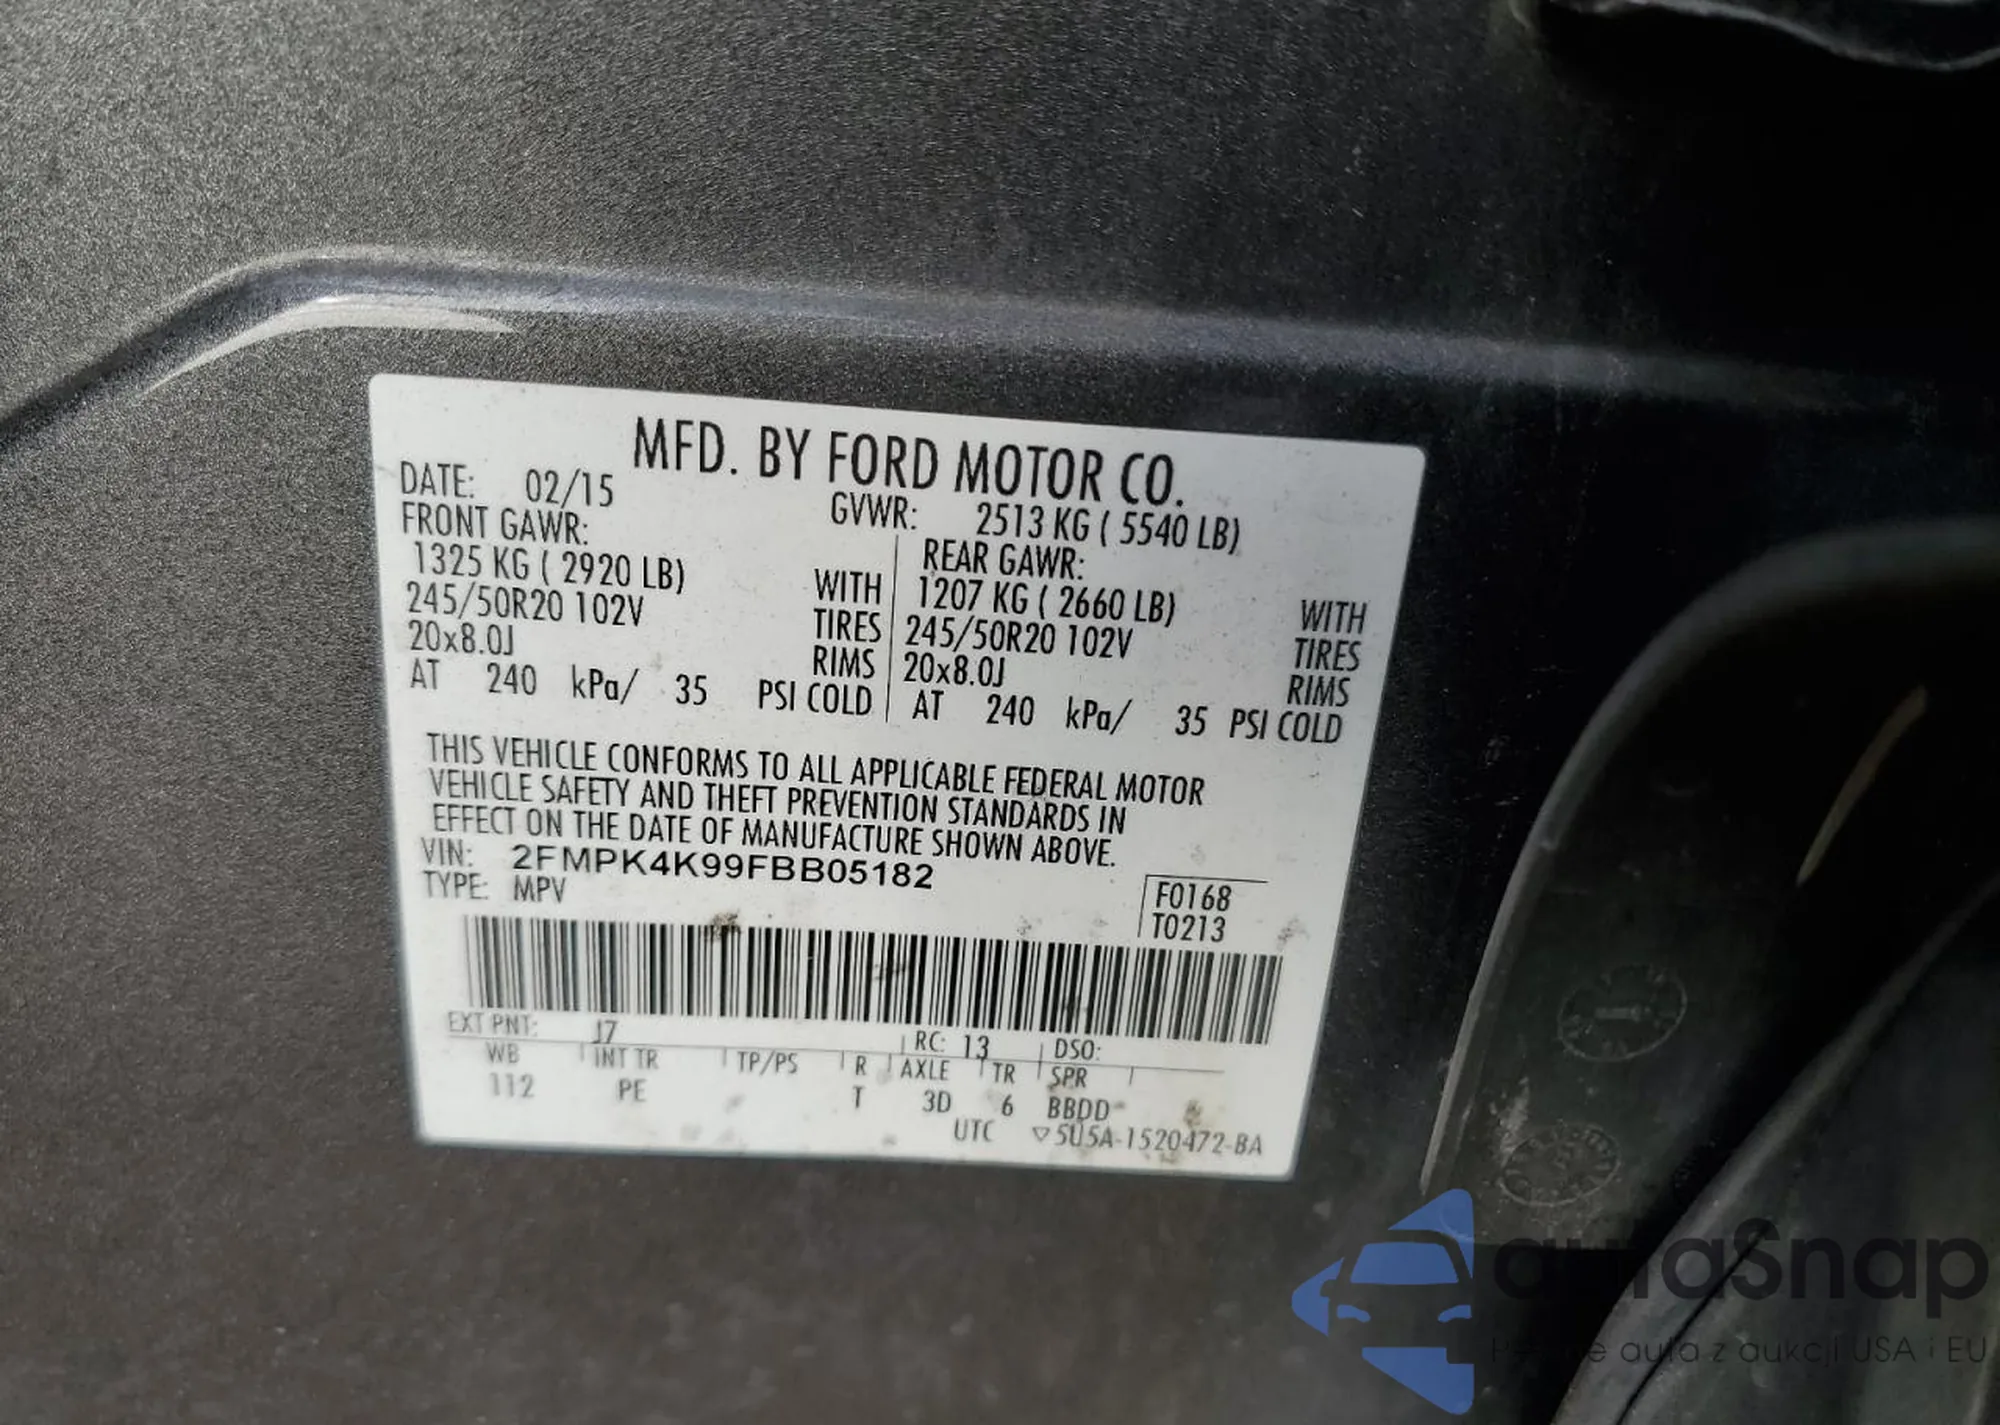 MFD. BY FORD MOTOR CO.
DATE: 02/15 GVWR: 2513 KG ( 5540 LB)
FRONT GAWR: REAR GAWR:
1325 KG ( 2920 LB) WITH 1207 KG ( 2660 LB) WITH
245/50R20 102V TIRES 245/50R20 102V TIRES
20x8.0J RIMS 20x8.0J RIMS
AT 240 kPa/ 35 PSI COLD AT 240 kPa/ 35 PSI COLD
THIS VEHICLE CONFORMS TO ALL APPLICABLE FEDERAL MOTOR
VEHICLE SAFETY AND THEFT PREVENTION STANDARDS IN
EFFECT ON THE DATE OF MANUFACTURE SHOWN ABOVE.
VIN: 2FMPK4K99FBB05182
TYPE: MPV
F0168
T0213
EXT PNT: J7 RC: 13 DSO:
WB INT TR TP/PS R AXLE TR SPR
112 PE T 3D 6 BBDD
UTC ▽5U5A-1520472-BA
autaSnap
auta z aukcji USA i EU